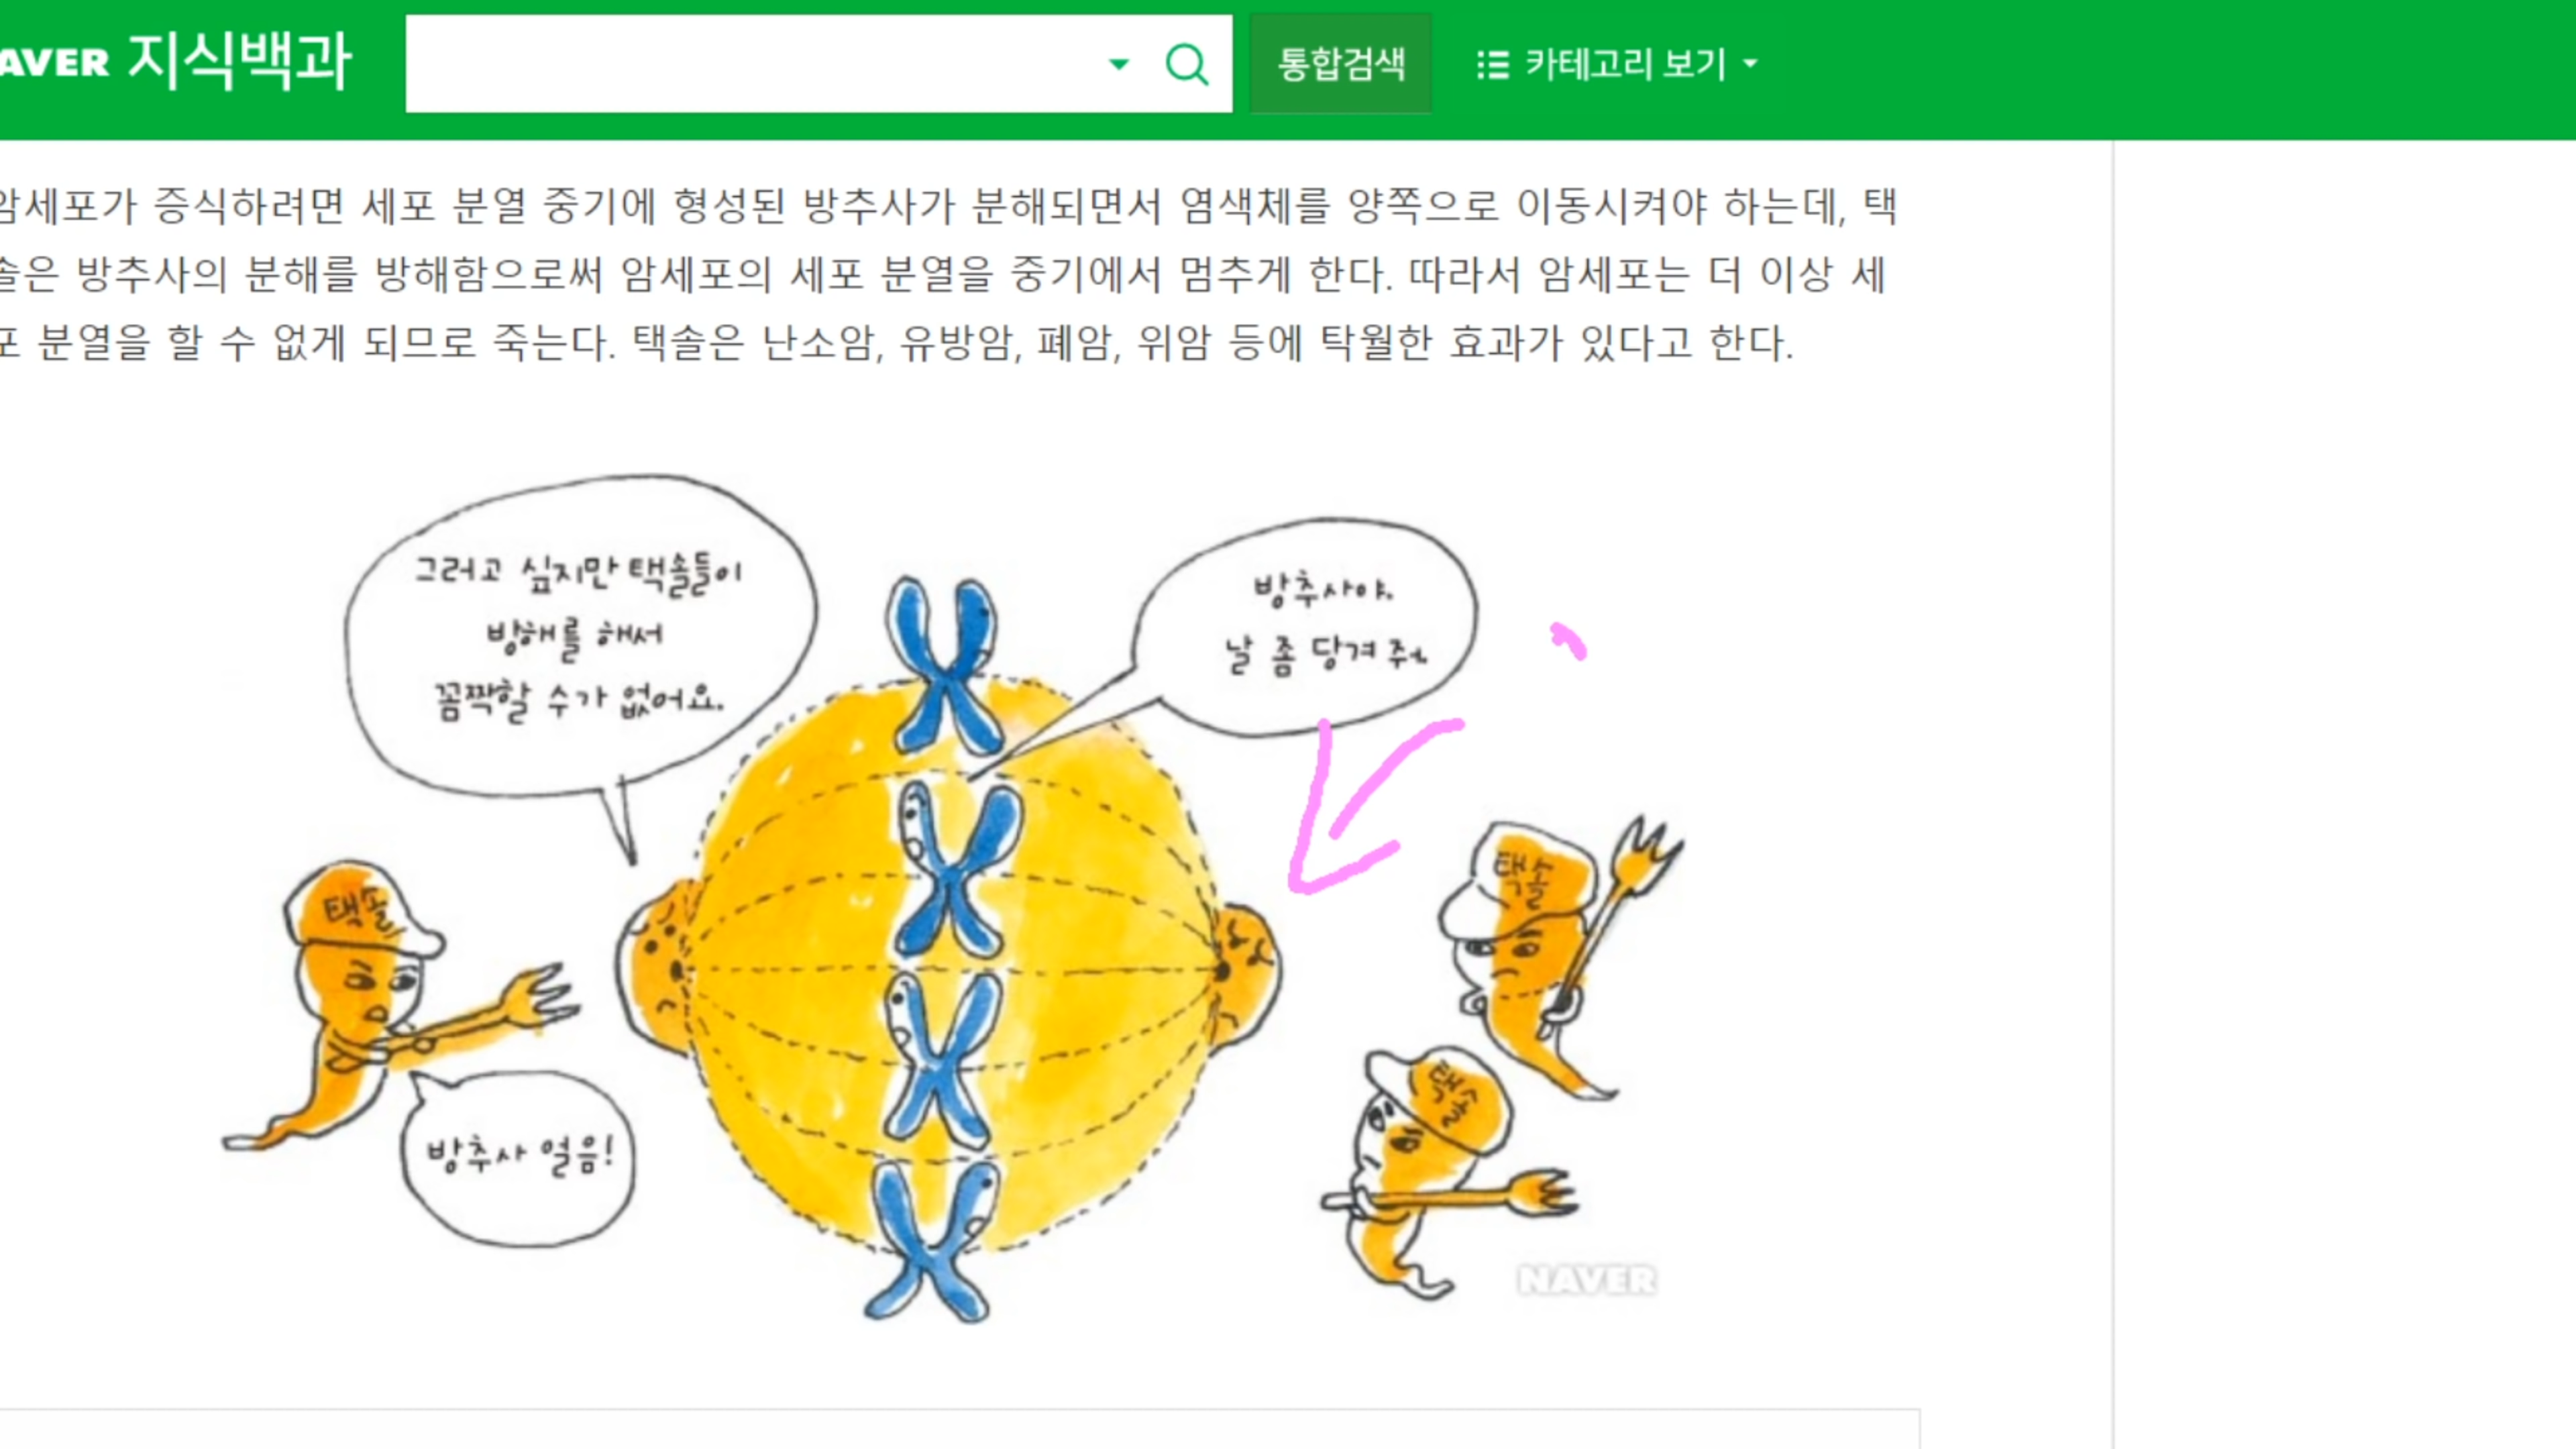 NAVER 지식백과
통합검색
카테고리 보기
암세포가 증식하려면 세포 분열 중기에 형성된 방추사가 분해되면서 염색체를 양쪽으로 이동시켜야 하는데, 택
솔은 방추사의 분해를 방해함으로써 암세포의 세포 분열을 중기에서 멈추게 한다. 따라서 암세포는 더 이상 세
포 분열을 할 수 없게 되므로 죽는다. 택솔은 난소암, 유방암, 폐암, 위암 등에 탁월한 효과가 있다고 한다.
그러고 싶지만 택솔들이
방해를 해서
꼼짝할 수가 없어요.
방추사야.
날 좀 당겨 줘.
택솔
택솔
택솔
방추사 얼음!
NAVER